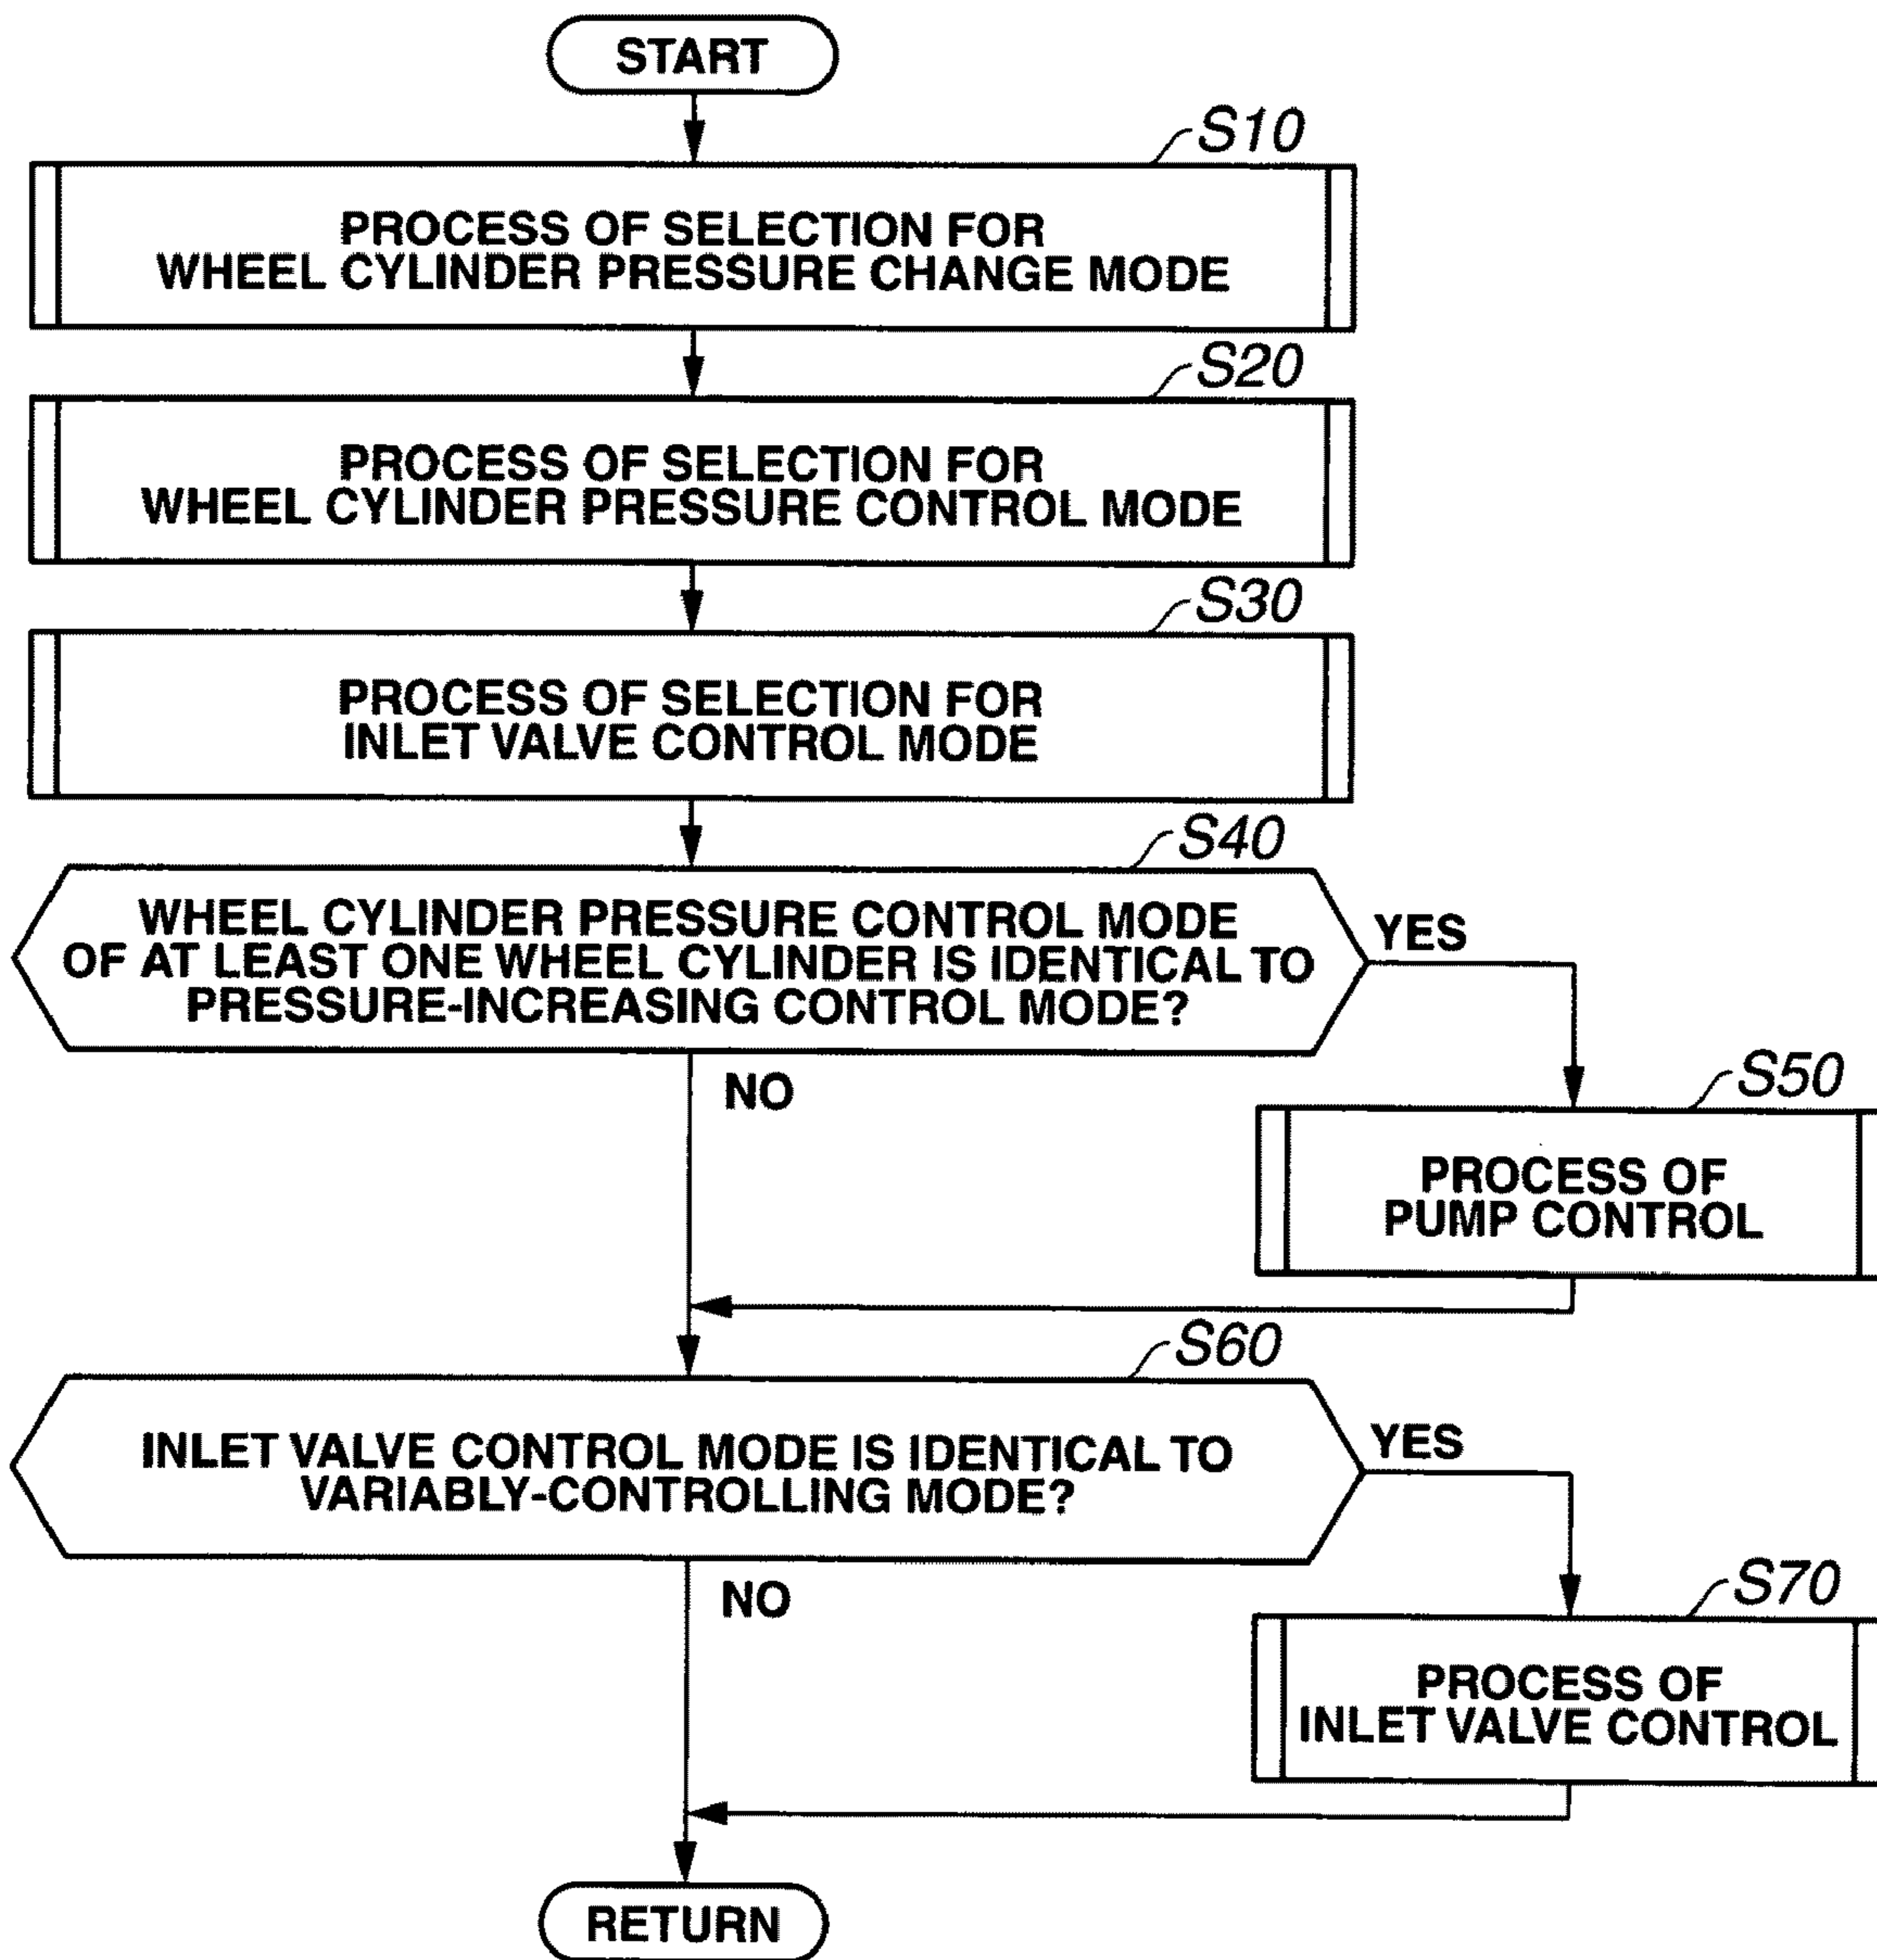 START
S10
PROCESS OF SELECTION FOR
WHEEL CYLINDER PRESSURE CHANGE MODE
S20
PROCESS OF SELECTION FOR
WHEEL CYLINDER PRESSURE CONTROL MODE
S30
PROCESS OF SELECTION FOR
INLET VALVE CONTROL MODE
S40
WHEEL CYLINDER PRESSURE CONTROL MODE
OF AT LEAST ONE WHEEL CYLINDER IS IDENTICAL TO
PRESSURE-INCREASING CONTROL MODE?
YES
NO
S50
PROCESS OF
PUMP CONTROL
S60
INLET VALVE CONTROL MODE IS IDENTICAL TO
VARIABLY-CONTROLLING MODE?
YES
NO
S70
PROCESS OF
INLET VALVE CONTROL
RETURN